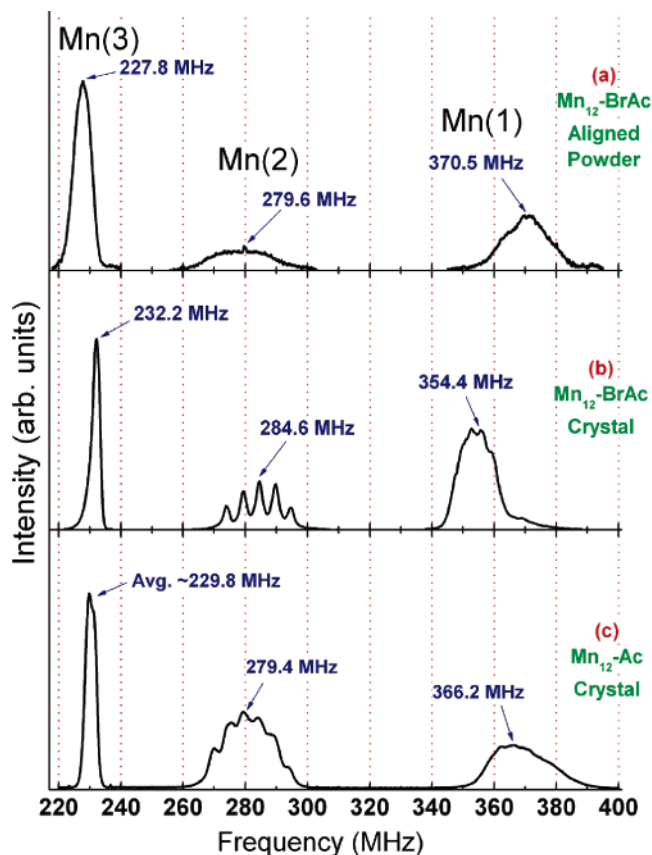 Mn(3)
227.8 MHz
(a)
Mn12-BrAc
Aligned
Powder
Mn(2)
Mn(1)
279.6 MHz
370.5 MHz
232.2 MHz
(b)
Mn12-BrAc
Crystal
354.4 MHz
284.6 MHz
Intensity (arb. units)
Avg. ~229.8 MHz
(c)
Mn12-Ac
Crystal
279.4 MHz
366.2 MHz
220 240 260 280 300 320 340 360 380 400
Frequency (MHz)